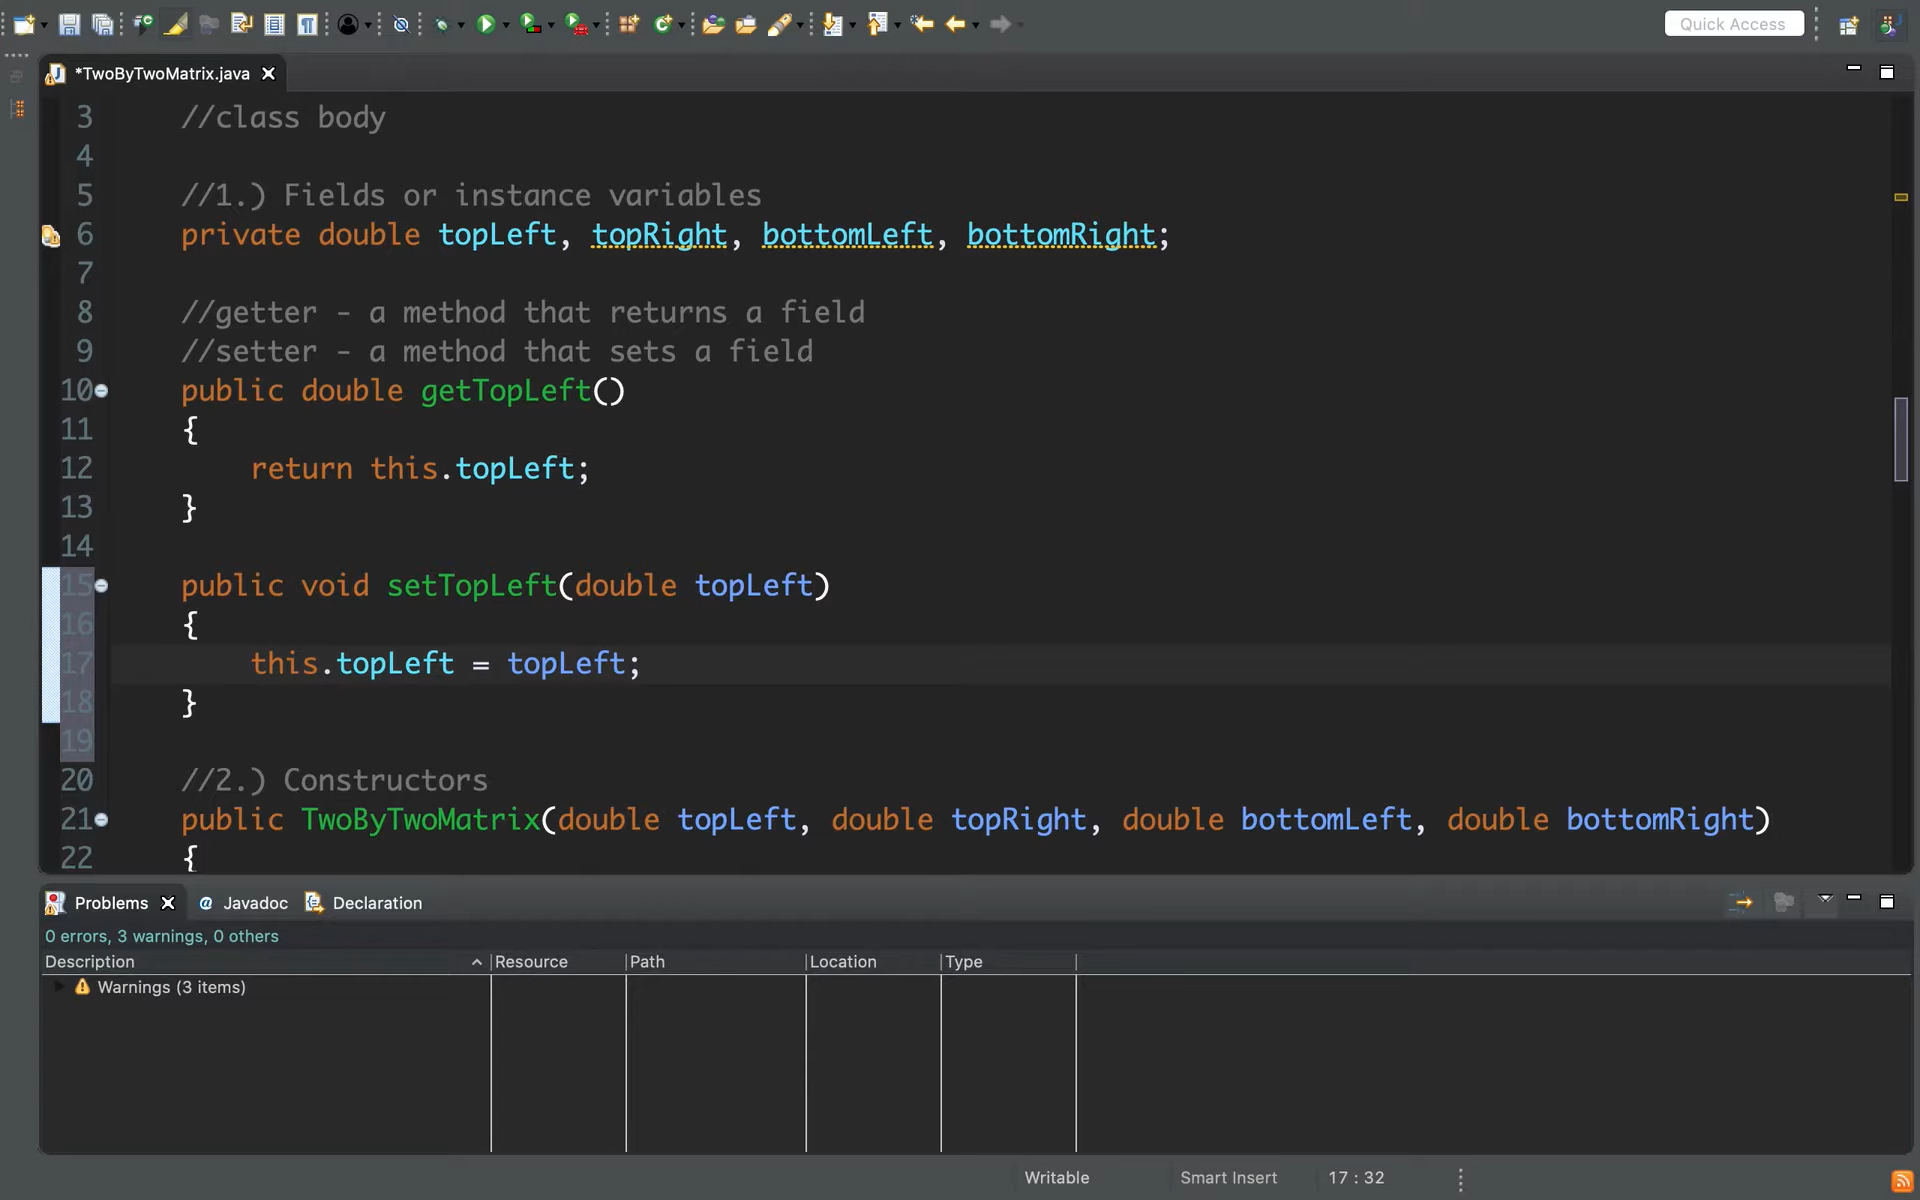 Quick Access
*TwoByTwoMatrix.java
3 //class body
4
5 //1.) Fields or instance variables
6 private double topLeft, topRight, bottomLeft, bottomRight;
7
8 //getter - a method that returns a field
9 //setter - a method that sets a field
10 public double getTopLeft()
11 {
12 return this.topLeft;
13 }
14
15 public void setTopLeft(double topLeft)
16 {
17 this.topLeft = topLeft;
18 }
19
20 //2.) Constructors
21 public TwoByTwoMatrix(double topLeft, double topRight, double bottomLeft, double bottomRight)
22 {
Problems @ Javadoc Declaration
0 errors, 3 warnings, 0 others
Description Resource Path Location Type
Warnings (3 items)
Writable Smart Insert 17 : 32